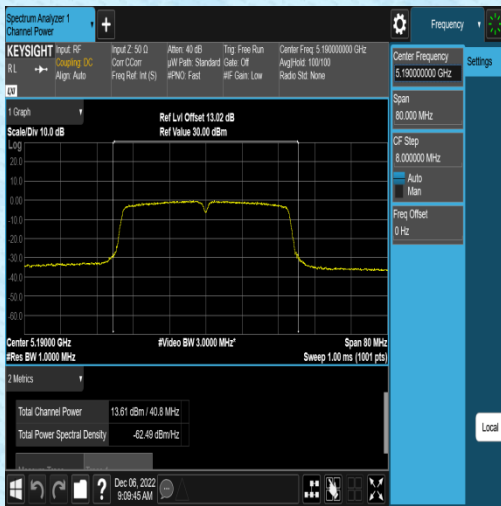 Spectrum Analyzer 1
Channel Power
Frequency
KEYSIGHT
RL
LXI
Input: RF
Coupling: DC
Align: Auto
Input Z: 50 Ω
Corr CCorr
Freq Ref: Int (S)
Atten: 40 dB
µW Path: Standard
#PNO: Fast
Trig: Free Run
Gate: Off
#IF Gain: Low
Center Freq: 5.190000000 GHz
Avg|Hold: 100/100
Radio Std: None
Center Frequency
5.190000000 GHz
Settings
Span
80.000 MHz
CF Step
8.000000 MHz
Auto
Man
Freq Offset
0 Hz
Local
1 Graph
Scale/Div 10.0 dB
Ref Lvl Offset 13.02 dB
Ref Value 30.00 dBm
Log
20.0
10.0
0.00
-10.0
-20.0
-30.0
-40.0
-50.0
-60.0
Center 5.19000 GHz
#Res BW 1.0000 MHz
#Video BW 3.0000 MHz*
Span 80 MHz
Sweep 1.00 ms (1001 pts)
2 Metrics
Total Channel Power 13.61 dBm / 40.8 MHz
Total Power Spectral Density -62.49 dBm/Hz
?
Dec 06, 2022
9:09:45 AM